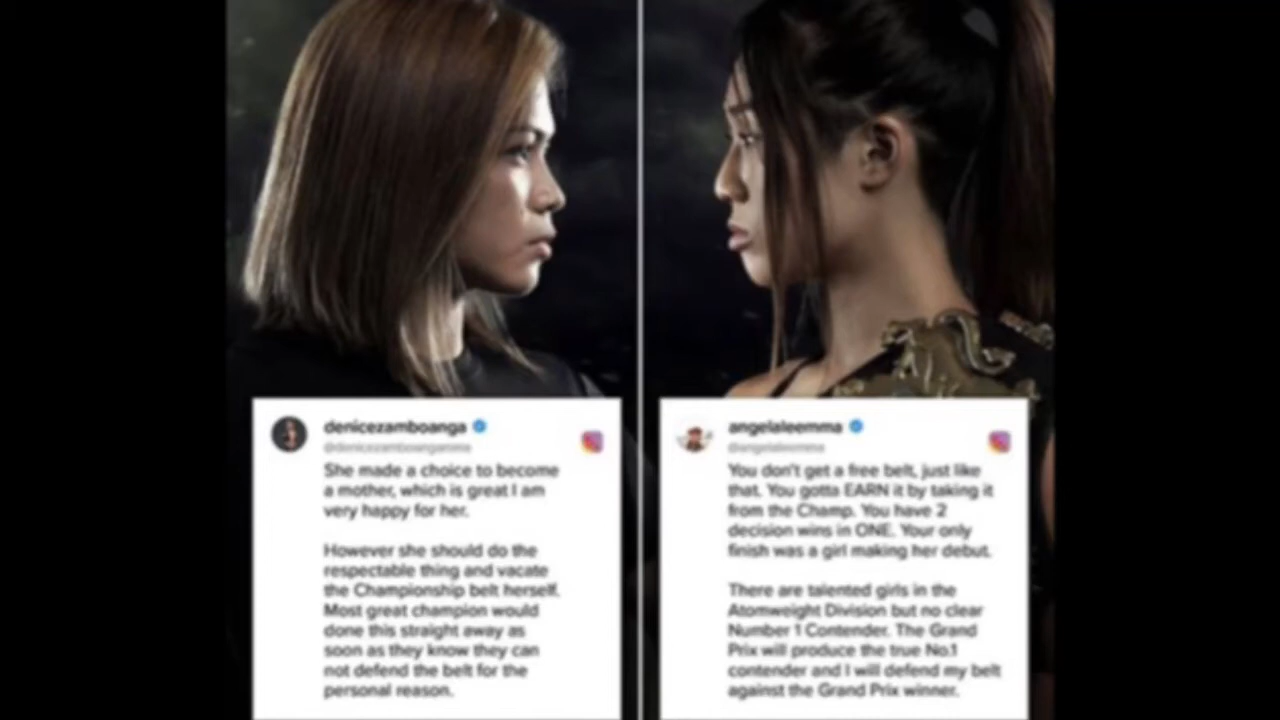 denicezamboanga
@denicezamboangamma
She made a choice to become
a mother, which is great I am
very happy for her.
However she should do the
respectable thing and vacate
the Championship belt herself.
Most great champion would
done this straight away as
soon as they know they can
not defend the belt for the
personal reason.
angelaleemma
@angelaleemma
You don't get a free belt, just like
that. You gotta EARN it by taking it
from the Champ. You have 2
decision wins in ONE. Your only
finish was a girl making her debut.
There are talented girls in the
Atomweight Division but no clear
Number 1 Contender. The Grand
Prix will produce the true No.1
contender and I will defend my belt
against the Grand Prix winner.